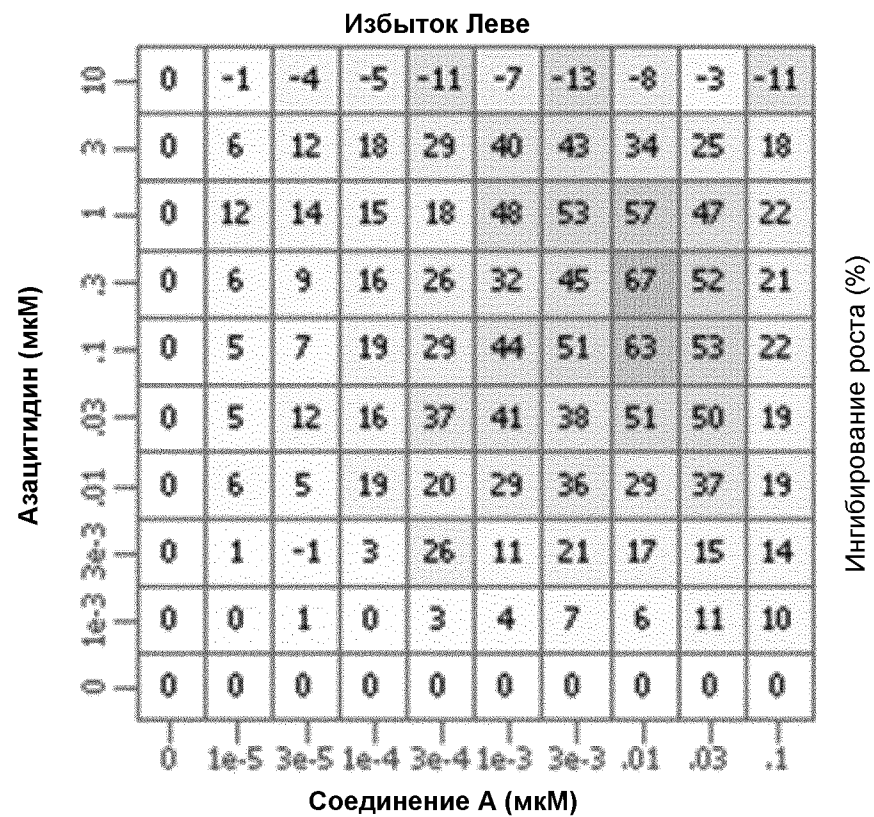 Избыток Леве
10 0 -1 -4 -5 -11 -7 -13 -8 -3 -11
3 0 6 12 18 29 40 43 34 25 18
1 0 12 14 15 18 48 53 57 47 22
.3 0 6 9 16 26 32 45 67 52 21
.1 0 5 7 19 29 44 51 63 53 22
.03 0 5 12 16 37 41 38 51 50 19
.01 0 6 5 19 20 29 36 29 37 19
3e-3 0 1 -1 3 26 11 21 17 15 14
1e-3 0 0 1 0 3 4 7 6 11 10
0 0 0 0 0 0 0 0 0 0 0
0 1e-5 3e-5 1e-4 3e-4 1e-3 3e-3 .01 .03 .1
Соединение А (мкМ)
Азацитидин (мкМ)
Ингибирование роста (%)